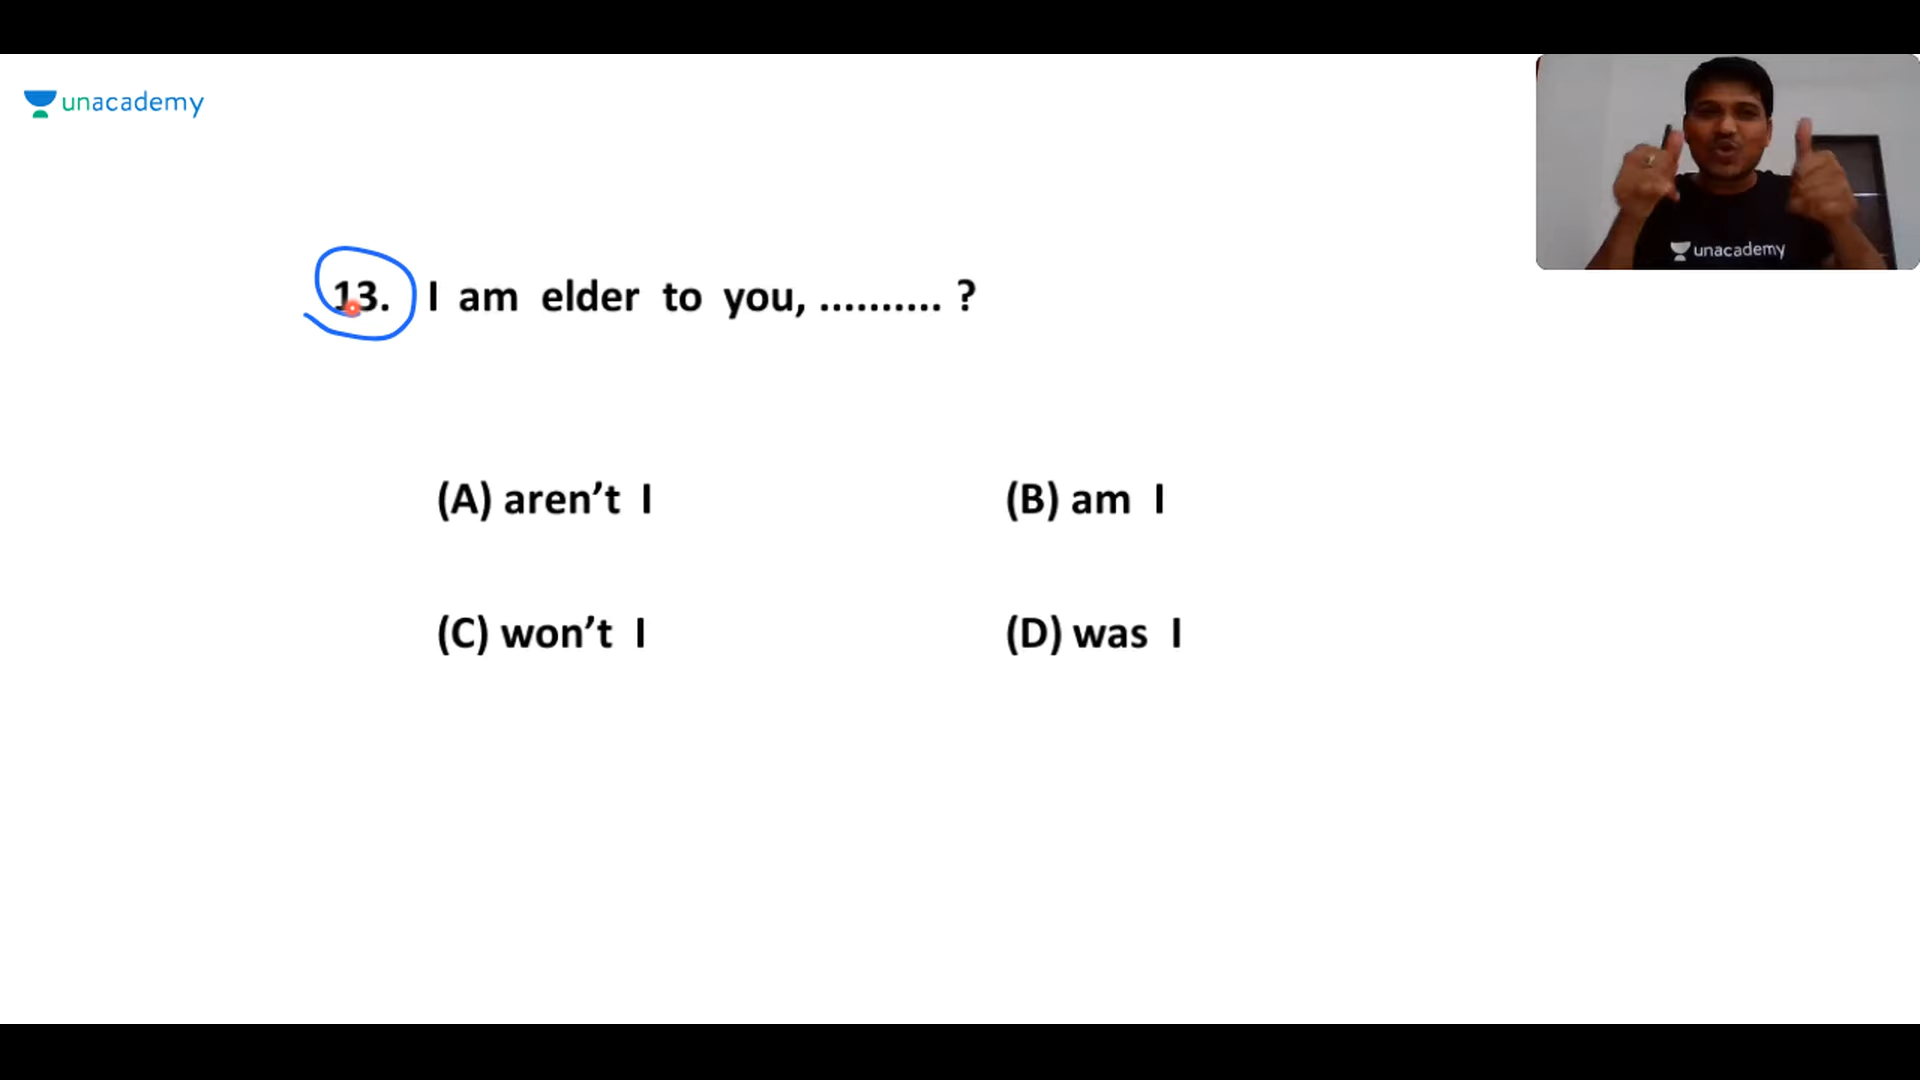 unacademy
unacademy
13. I am elder to you, .......... ?
(A) aren’t I
(B) am I
(C) won’t I
(D) was I